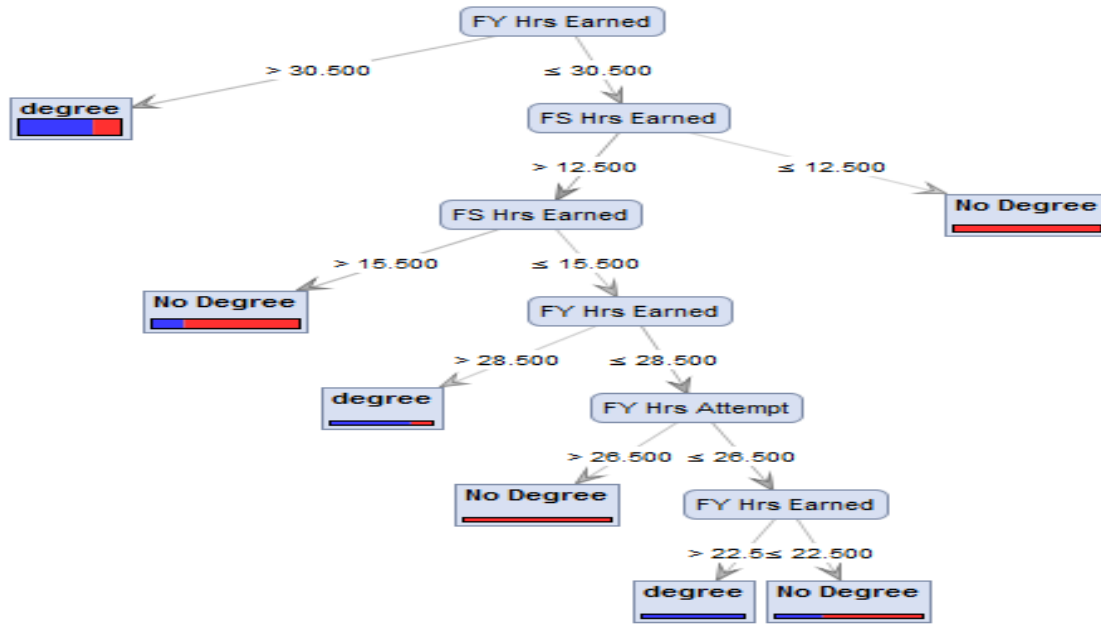 FY Hrs Earned
> 30.500
≤ 30.500
degree
FS Hrs Earned
> 12.500
≤ 12.500
No Degree
FS Hrs Earned
> 15.500
≤ 15.500
No Degree
FY Hrs Earned
> 28.500
≤ 28.500
degree
FY Hrs Attempt
> 26.500
≤ 26.500
No Degree
FY Hrs Earned
> 22.5
≤ 22.500
degree
No Degree